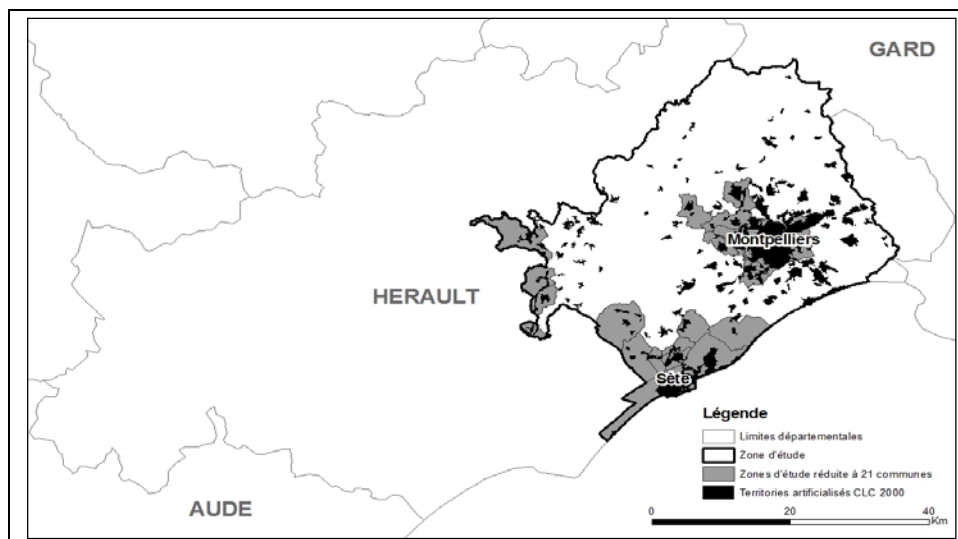 GARD
Montpelliers
HERAULT
Sète
Légende
Limites départementales
Zone d'étude
Zones d'étude réduite à 21 communes
Territories artificialisés CLC 2000
AUDE
0 20 40
Km